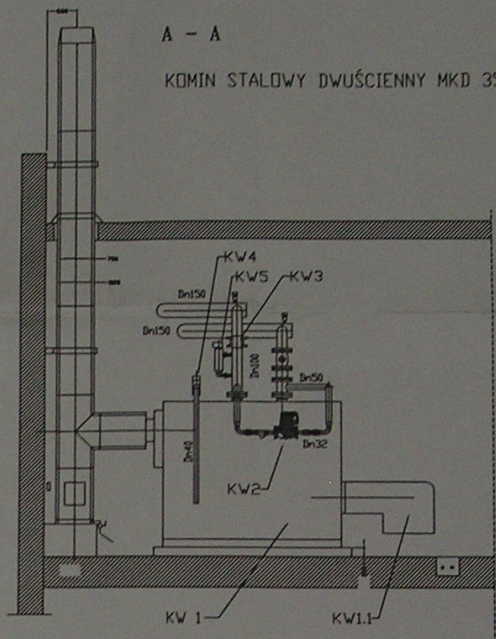 A - A
KOMIN STALOWY DWUŚCIENNY MKD
KW4
KW5
KW3
Dn150
Dn150
Dn100
Dn50
Dn40
Dn32
KW2
KW 1
KW1.1